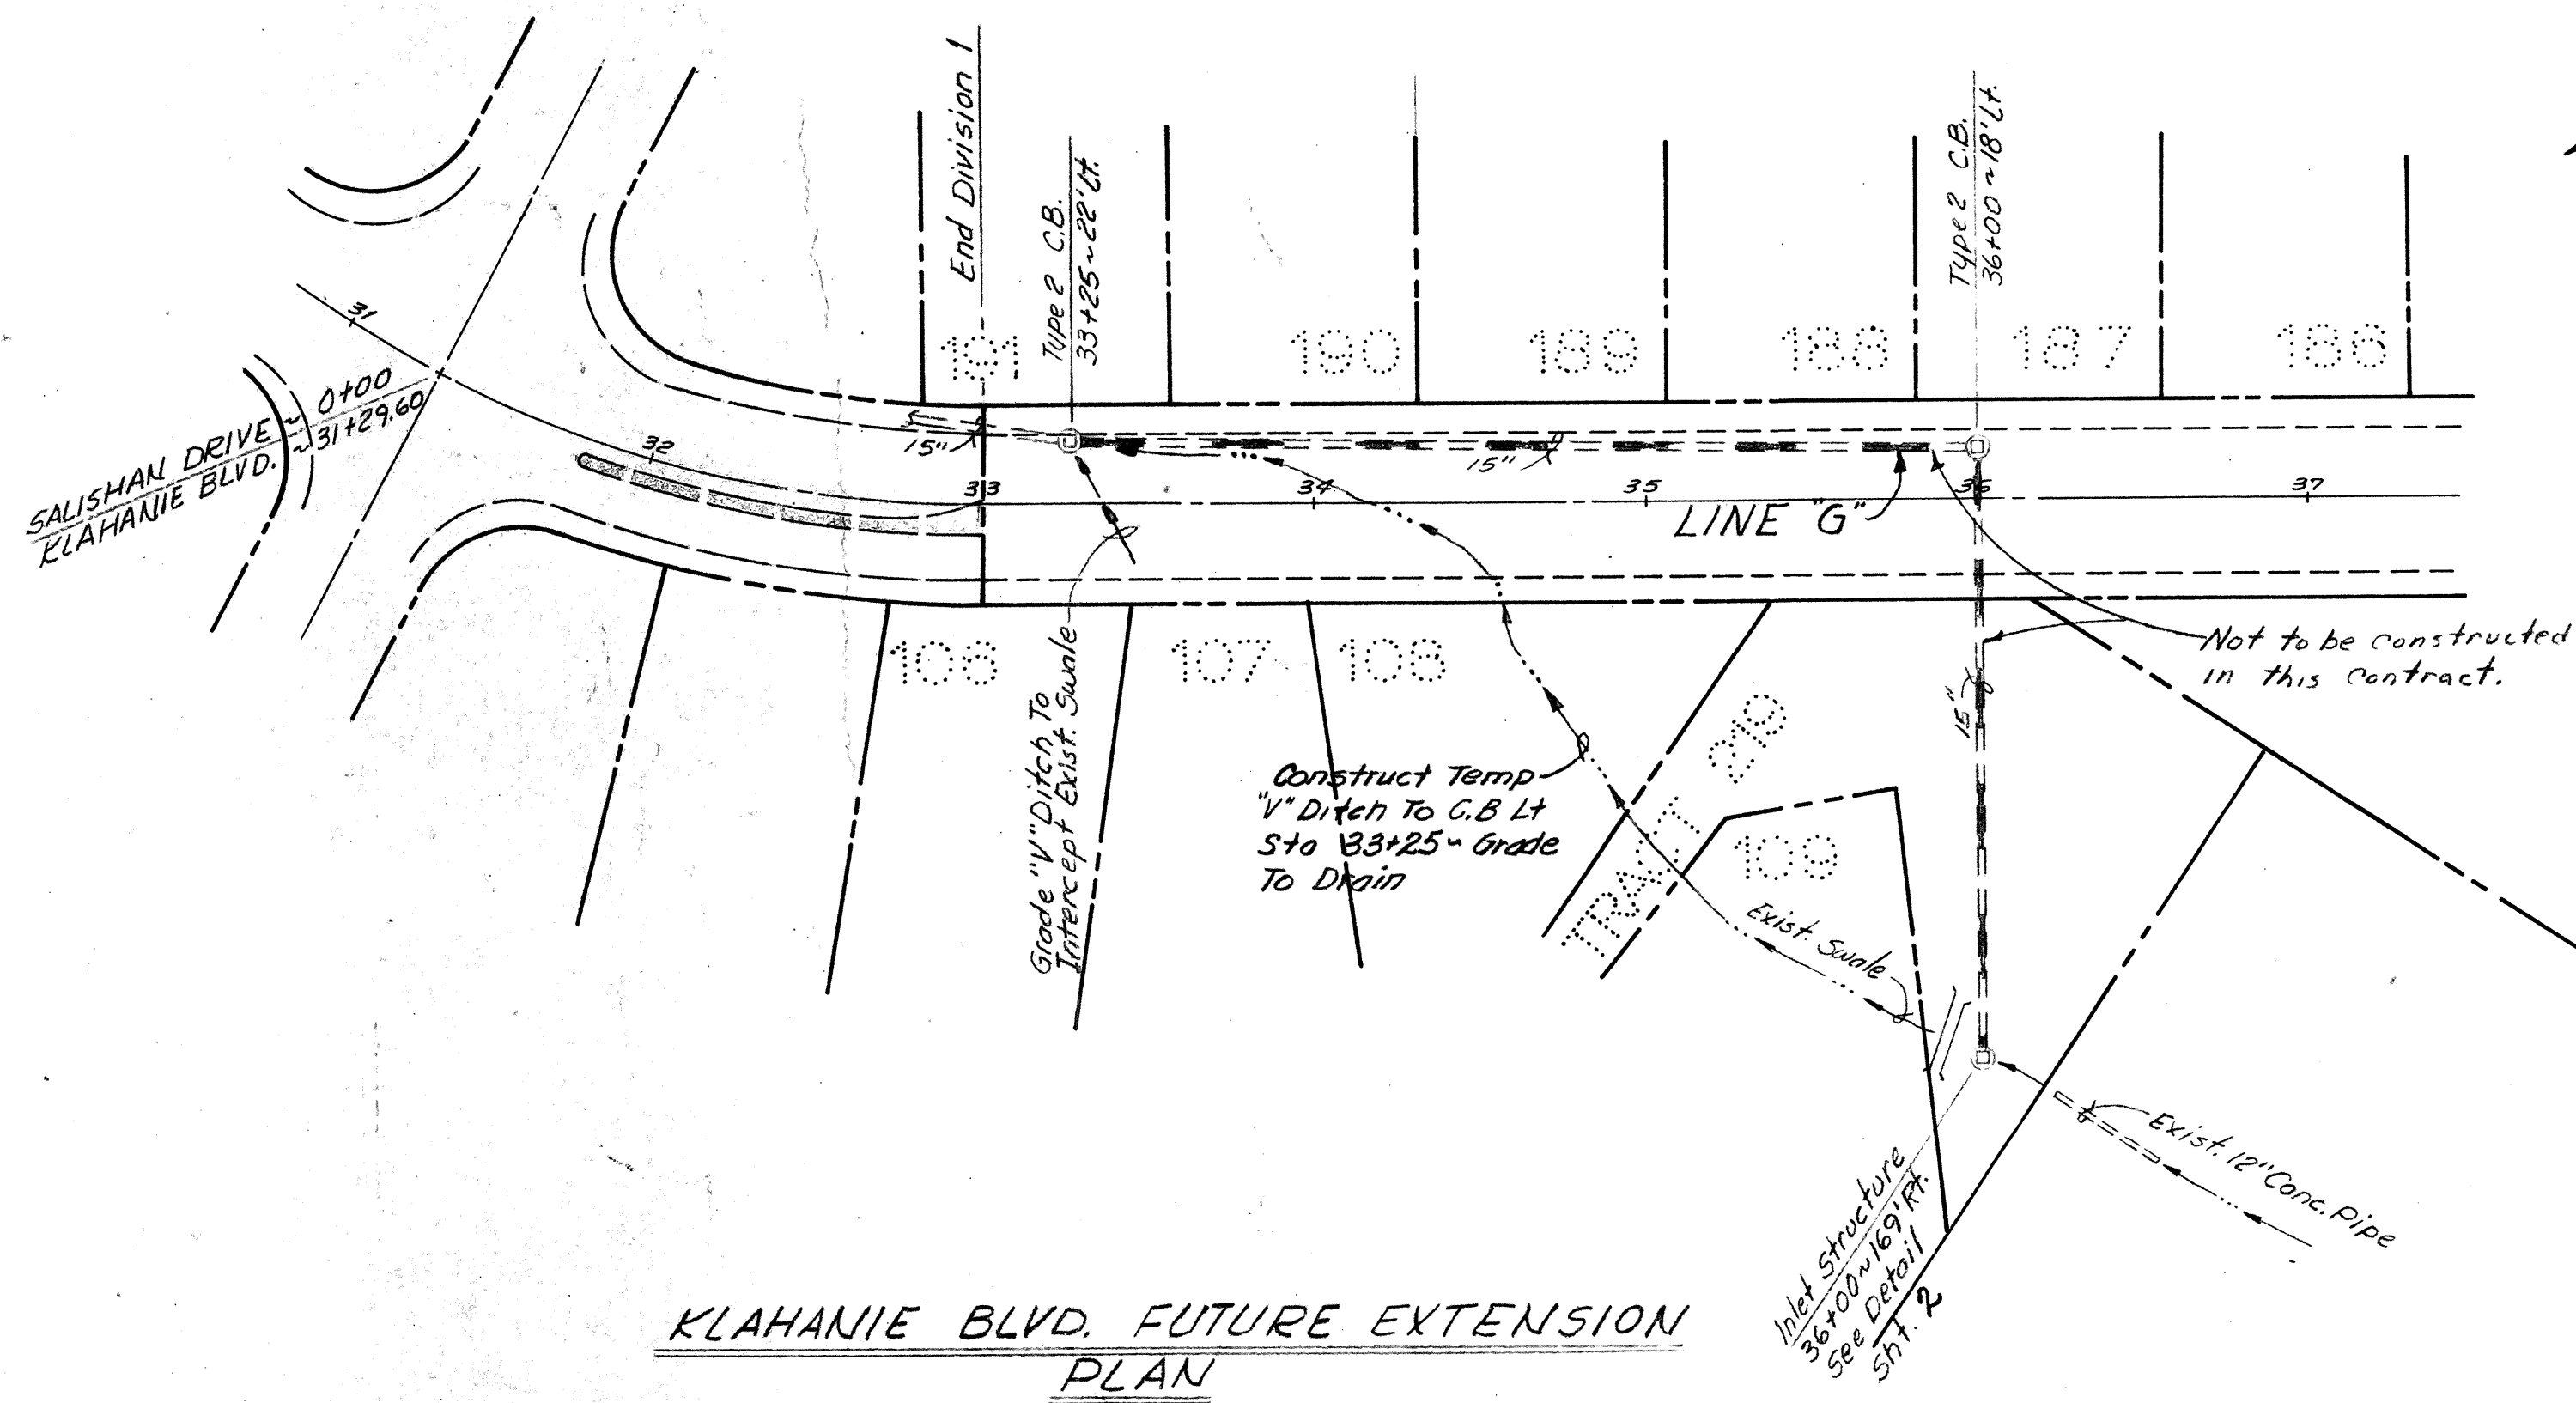 End Division 1
Type 2 C.B.
33+25~22' Lt.
Type 2 C.B.
36+00~18' Lt.
31
191
190
189
188
187
186
SALISHAN DRIVE ~ 0+00
KLAHANIE BLVD. ~ 31+29.60
32
15"
15"
33
34
35
36
37
LINE "G"
Not to be constructed
in this contract.
108
107
106
Grade "V" Ditch To
Intercept Exist. Swale
15"
Construct Temp
"V" Ditch To C.B Lt
Sta 33+25~ Grade
To Drain
TRACT 219
109
Exist. Swale
Exist. 12" Conc. Pipe
Inlet Structure
36+00~169' Rt.
See Detail
Sht. 2
KLAHANIE BLVD. FUTURE EXTENSION
PLAN